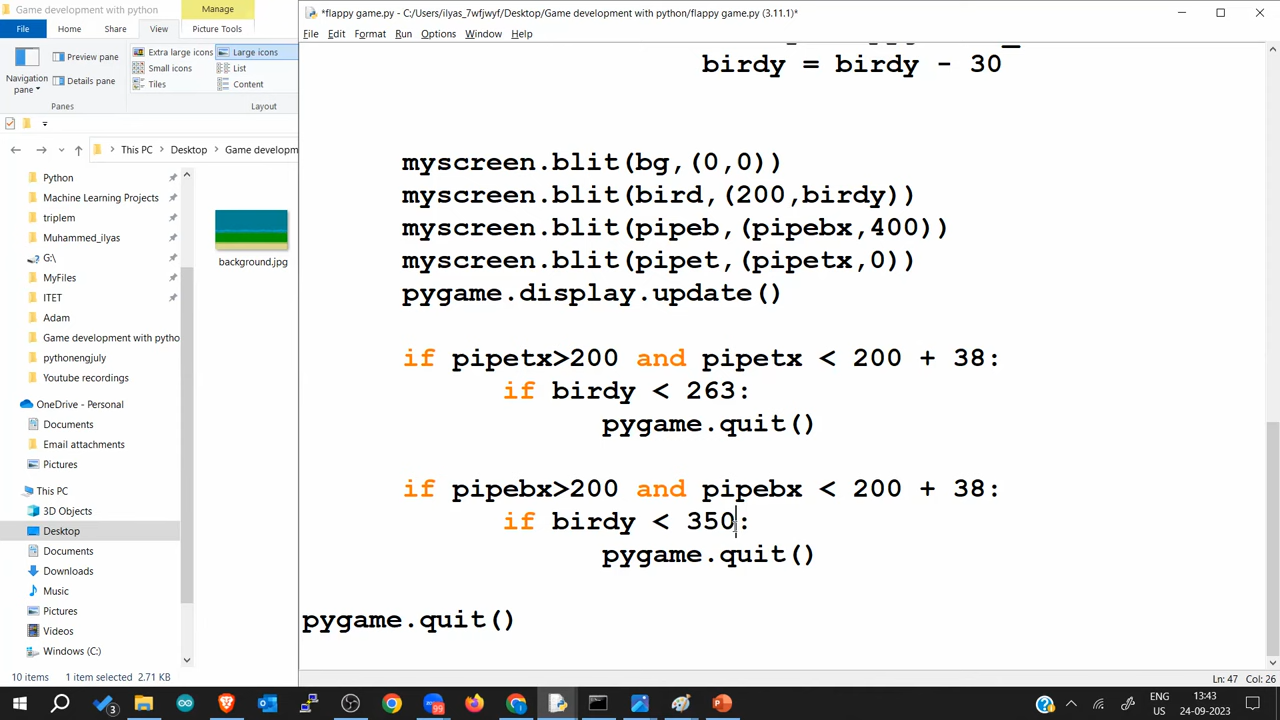 Game development with python
Manage
*flappy game.py - C:/Users/ilyas_7wfjwyf/Desktop/Game development with python/flappy game.py (3.11.1)*
File
Home
Share
View
Picture Tools
File Edit Format Run Options Window Help
Navigation pane
Preview pane
Details pane
Panes
Extra large icons
Large icons
Small icons
List
Tiles
Content
Layout
This PC
Desktop
Game developm
Python
Machine Learning Projects
triplem
Muhammed_ilyas
G:\
MyFiles
ITET
Adam
Game development with pytho
pythonengjuly
Youtube recordings
OneDrive - Personal
Documents
Email attachments
Pictures
This PC
3D Objects
Desktop
Documents
Downloads
Music
Pictures
Videos
Windows (C:)
background.jpg
10 items 1 item selected 2.71 KB
birdy = birdy - 30
myscreen.blit(bg,(0,0))
myscreen.blit(bird,(200,birdy))
myscreen.blit(pipeb,(pipebx,400))
myscreen.blit(pipet,(pipetx,0))
pygame.display.update()
if pipetx>200 and pipetx < 200 + 38:
if birdy < 263:
pygame.quit()
if pipebx>200 and pipebx < 200 + 38:
if birdy < 350:
pygame.quit()
pygame.quit()
Ln: 47 Col: 26
3
99
ENG
US
13:43
24-09-2023